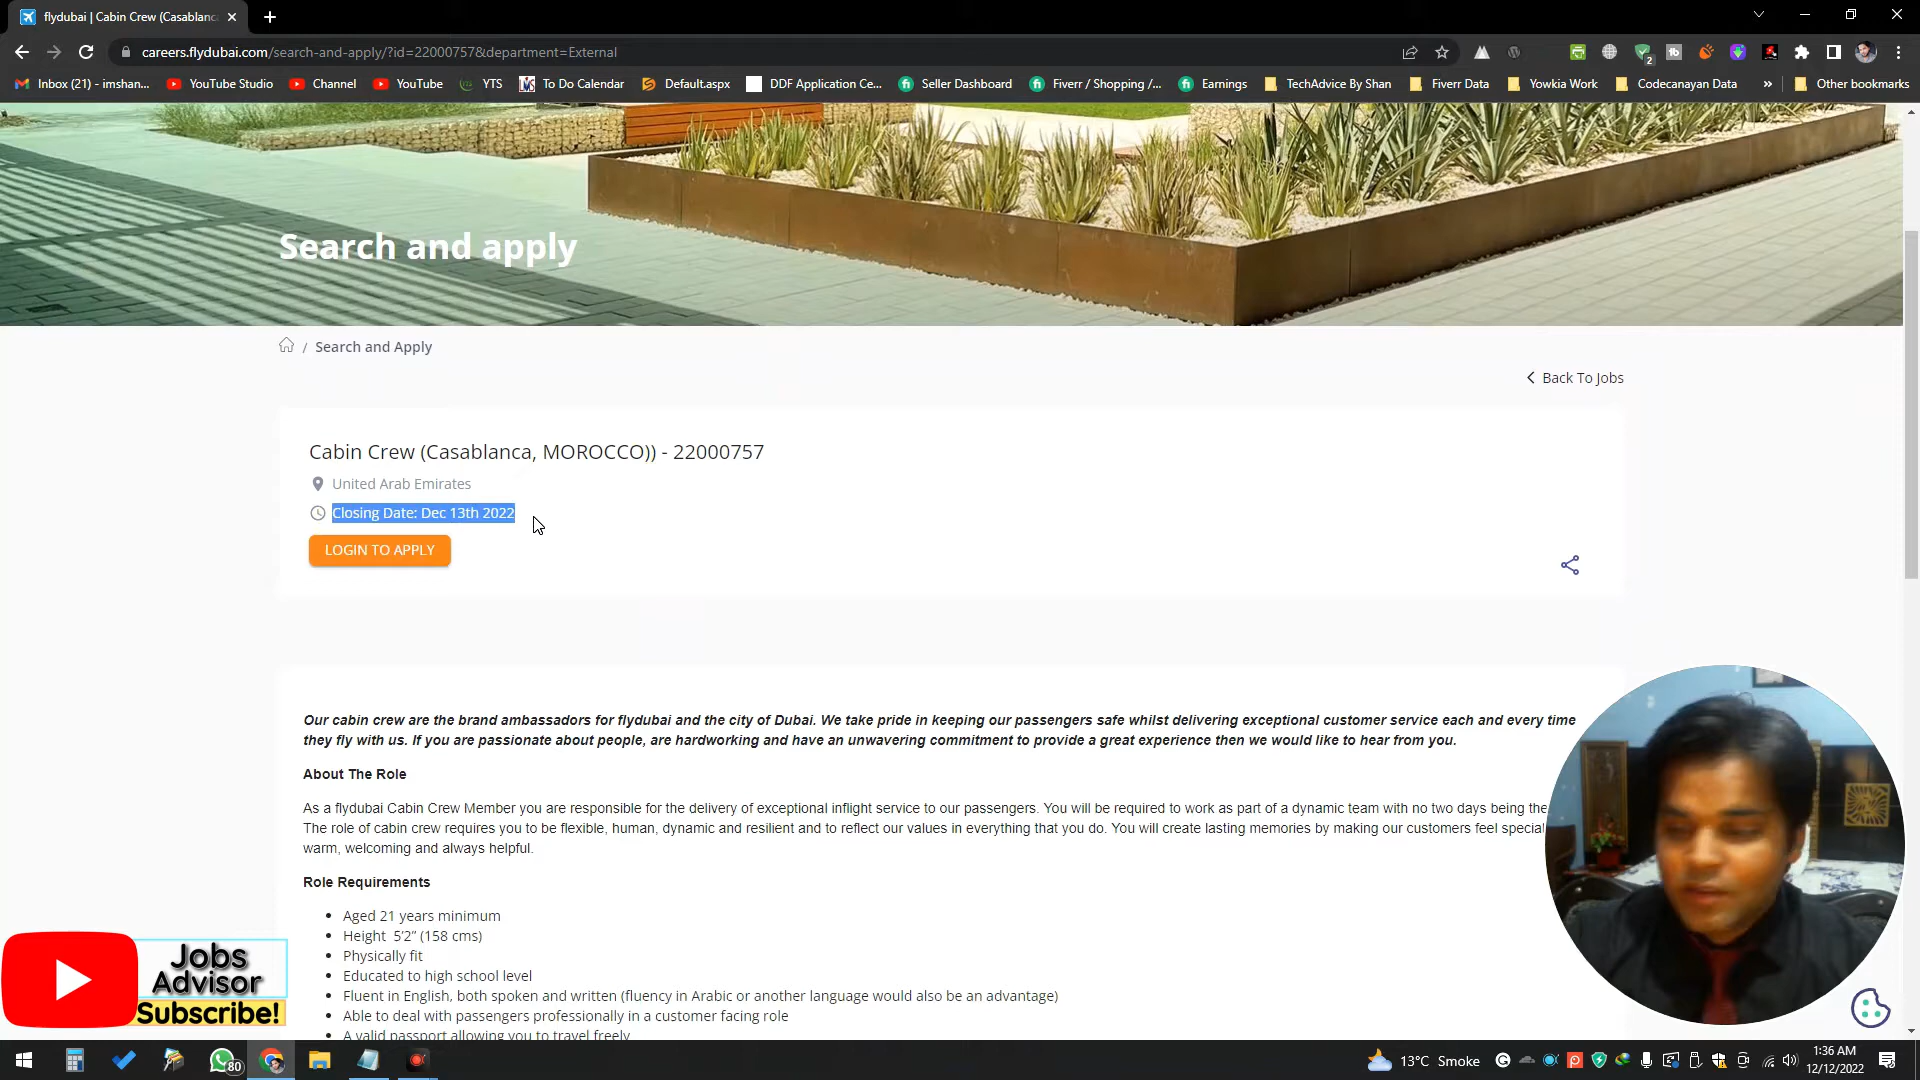 flydubai | Cabin Crew (Casablanc
careers.flydubai.com/search-and-apply/?id=22000757&department=External
Inbox (21) - imshan... YouTube Studio Channel YouTube YTS To Do Calendar Default.aspx DDF Application Ce... Seller Dashboard Fiverr / Shopping /... Earnings TechAdvice By Shan Fiverr Data Yowkia Work Codecanayan Data » Other bookmarks
Search and apply
/ Search and Apply
Back To Jobs
Cabin Crew (Casablanca, MOROCCO)) - 22000757
United Arab Emirates
Closing Date: Dec 13th 2022
LOGIN TO APPLY
Our cabin crew are the brand ambassadors for flydubai and the city of Dubai. We take pride in keeping our passengers safe whilst delivering exceptional customer service each and every time
they fly with us. If you are passionate about people, are hardworking and have an unwavering commitment to provide a great experience then we would like to hear from you.
About The Role
As a flydubai Cabin Crew Member you are responsible for the delivery of exceptional inflight service to our passengers. You will be required to work as part of a dynamic team with no two days being the
The role of cabin crew requires you to be flexible, human, dynamic and resilient and to reflect our values in everything that you do. You will create lasting memories by making our customers feel special
warm, welcoming and always helpful.
Role Requirements
• Aged 21 years minimum
• Height 5'2” (158 cms)
• Physically fit
• Educated to high school level
• Fluent in English, both spoken and written (fluency in Arabic or another language would also be an advantage)
• Able to deal with passengers professionally in a customer facing role
• A valid passport allowing you to travel freely
Jobs
Advisor
Subscribe!
80
13°C Smoke
1:36 AM
12/12/2022